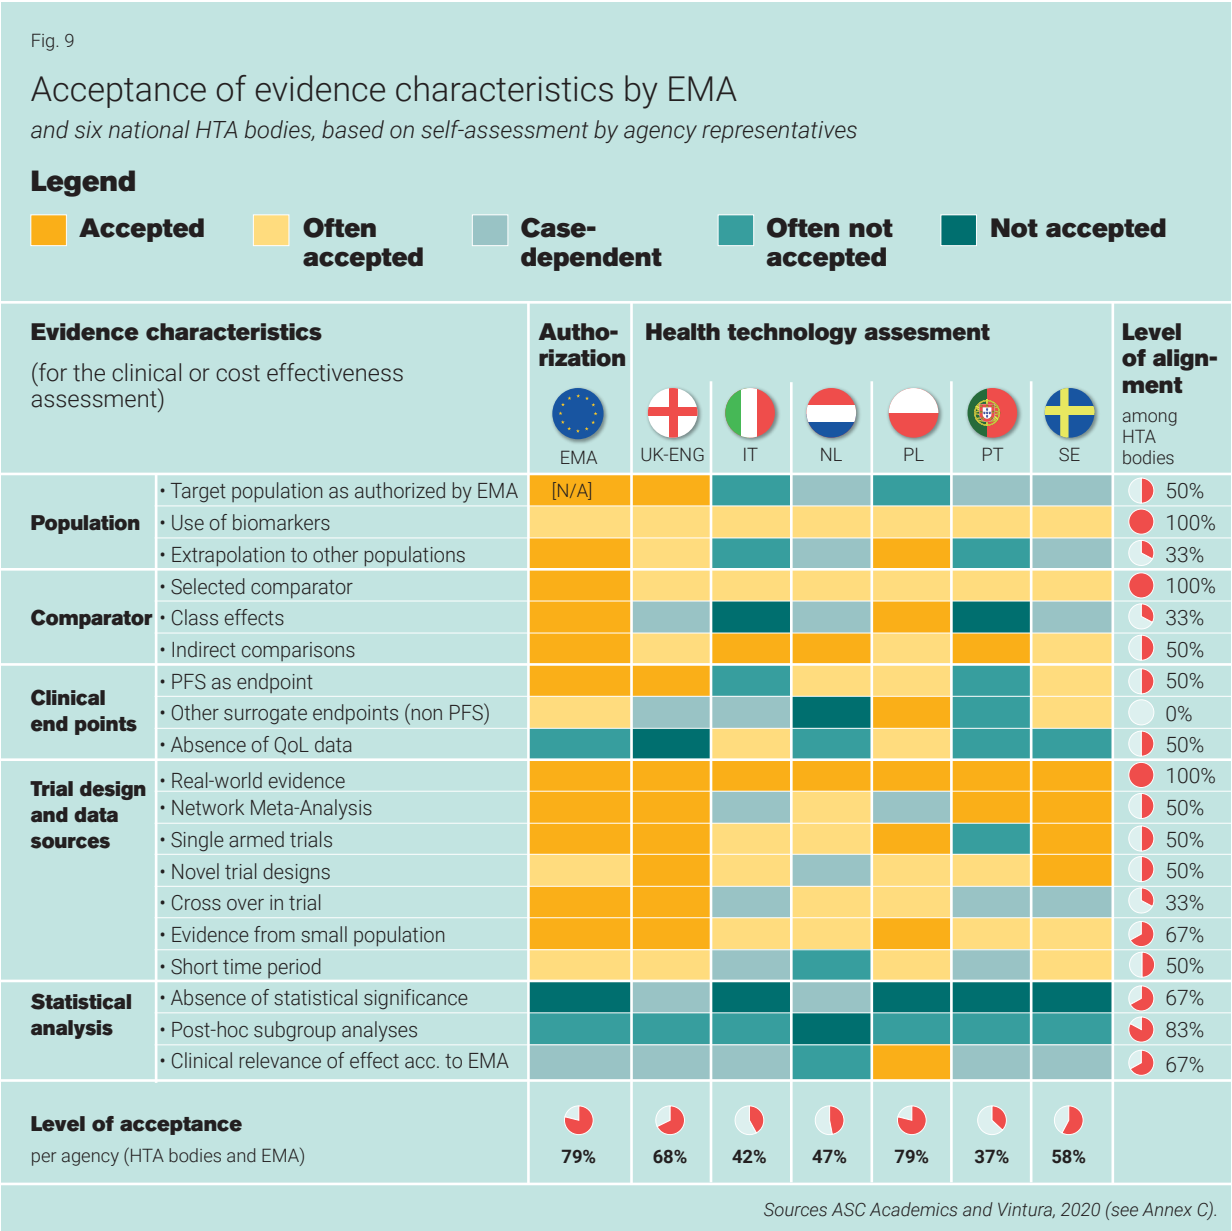 Fig. 9
Acceptance of evidence characteristics by EMA
and six national HTA bodies, based on self-assessment by agency representatives
Legend
Accepted
Often accepted
Case-dependent
Often not accepted
Not accepted
Evidence characteristics
(for the clinical or cost effectiveness
assessment)
Autho-
rization
Health technology assesment
Level
of align-
ment
among
HTA
bodies
EMA UK-ENG IT NL PL PT SE
Population
• Target population as authorized by EMA [N/A] 50%
• Use of biomarkers 100%
• Extrapolation to other populations 33%
Comparator
• Selected comparator 100%
• Class effects 33%
• Indirect comparisons 50%
Clinical
end points
• PFS as endpoint 50%
• Other surrogate endpoints (non PFS) 0%
• Absence of QoL data 50%
Trial design
and data
sources
• Real-world evidence 100%
• Network Meta-Analysis 50%
• Single armed trials 50%
• Novel trial designs 50%
• Cross over in trial 33%
• Evidence from small population 67%
• Short time period 50%
Statistical
analysis
• Absence of statistical significance 67%
• Post-hoc subgroup analyses 83%
• Clinical relevance of effect acc. to EMA 67%
Level of acceptance
per agency (HTA bodies and EMA) 79% 68% 42% 47% 79% 37% 58%
Sources ASC Academics and Vintura, 2020 (see Annex C).